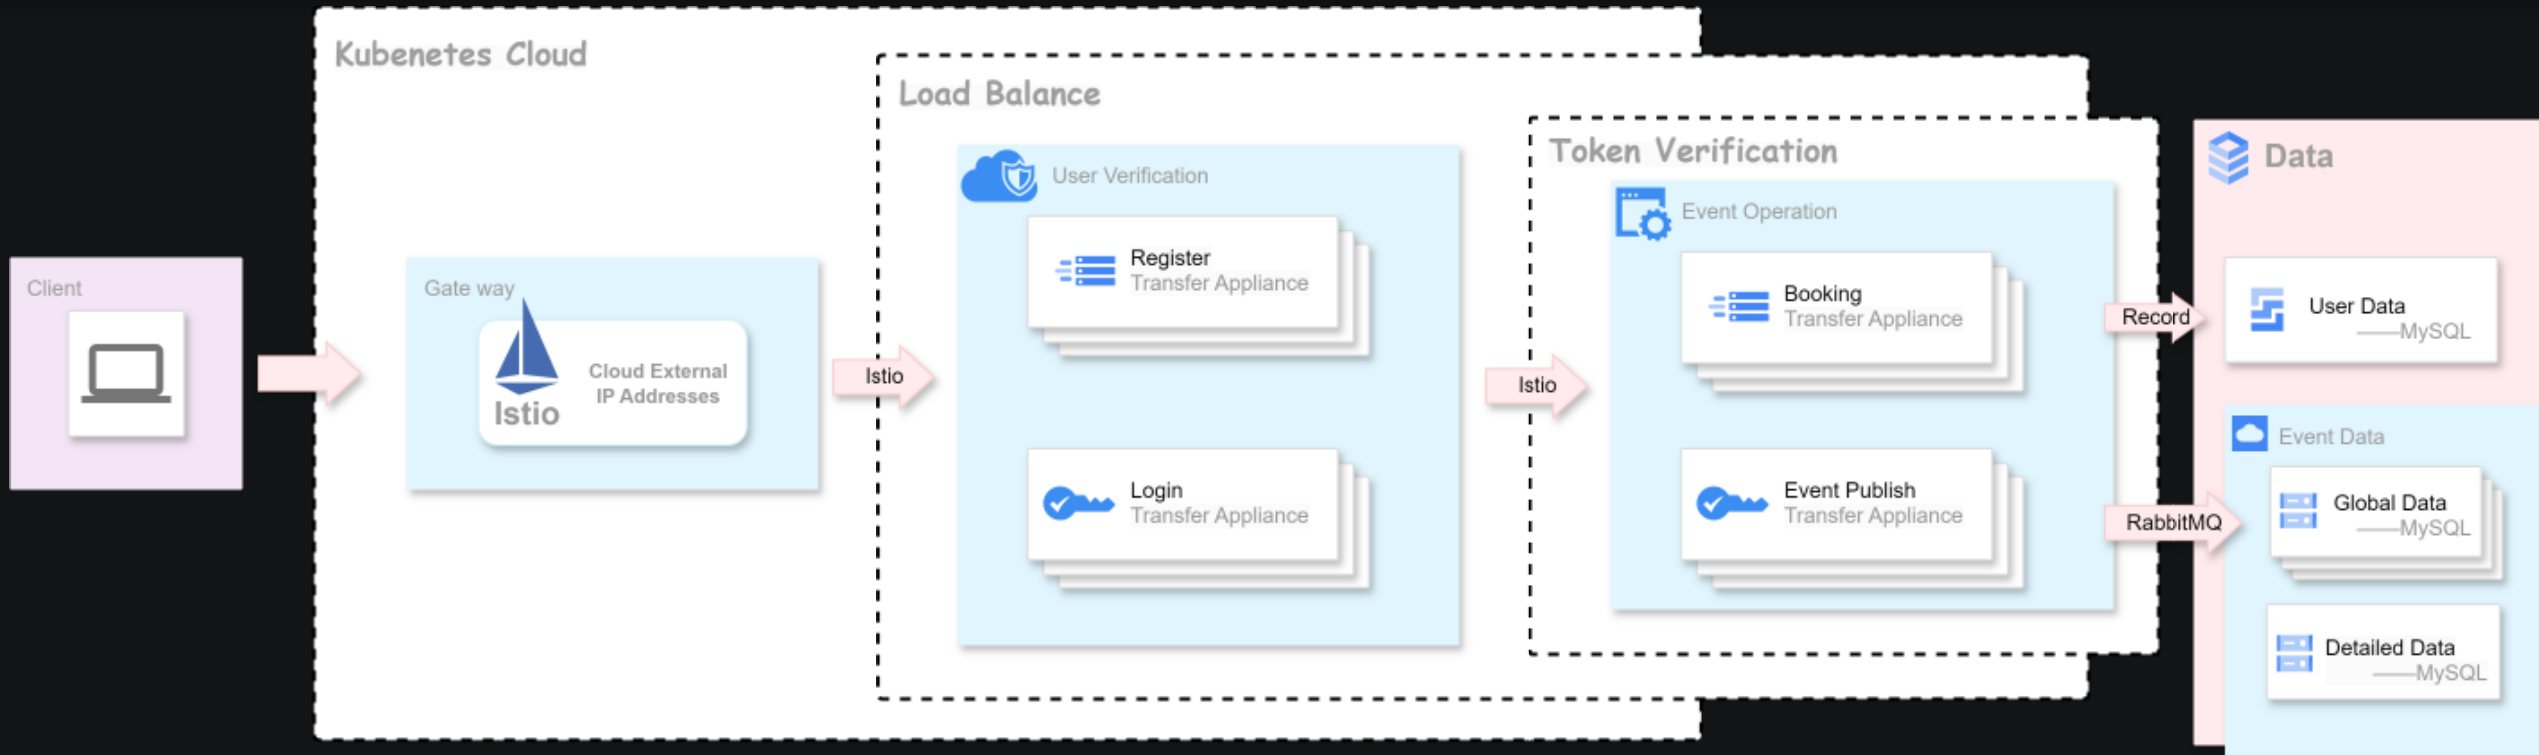 Kubenetes Cloud
Load Balance
Token Verification
Data
User Verification
Event Operation
Client
Gate way
Istio
Cloud External
IP Addresses
Istio
Register
Transfer Appliance
Login
Transfer Appliance
Istio
Booking
Transfer Appliance
Event Publish
Transfer Appliance
Record
RabbitMQ
User Data
——MySQL
Event Data
Global Data
——MySQL
Detailed Data
——MySQL